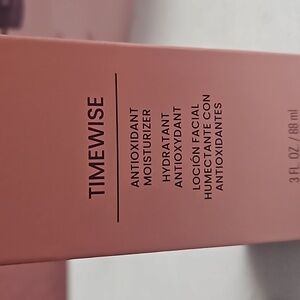 TIMEWISE
ANTIOXIDANT
MOISTURIZER
HYDRATANT
ANTIOXYDANT
LOCIÓN FACIAL
HUMECTANTE CON
ANTIOXIDANTES
3 FL OZ / 88 ml